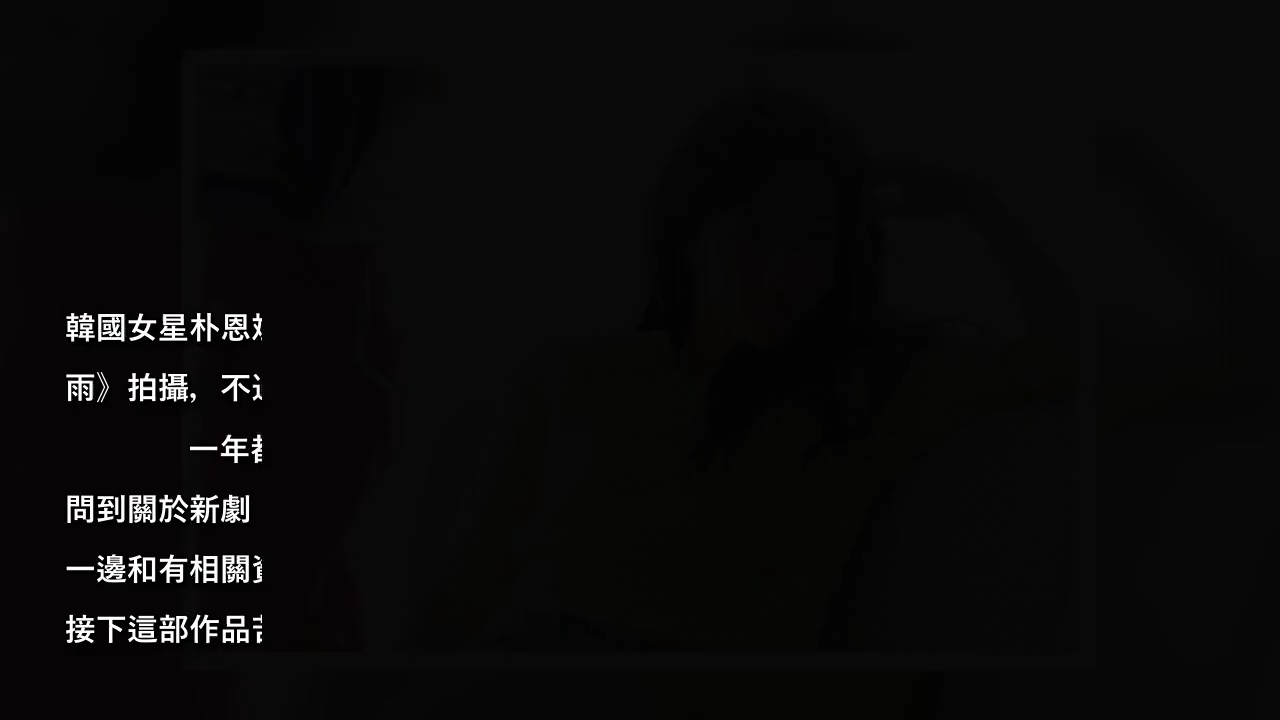 韓國女星朴恩
雨》拍攝，不
一年
問到關於新劇
一邊和有相關
接下這部作品